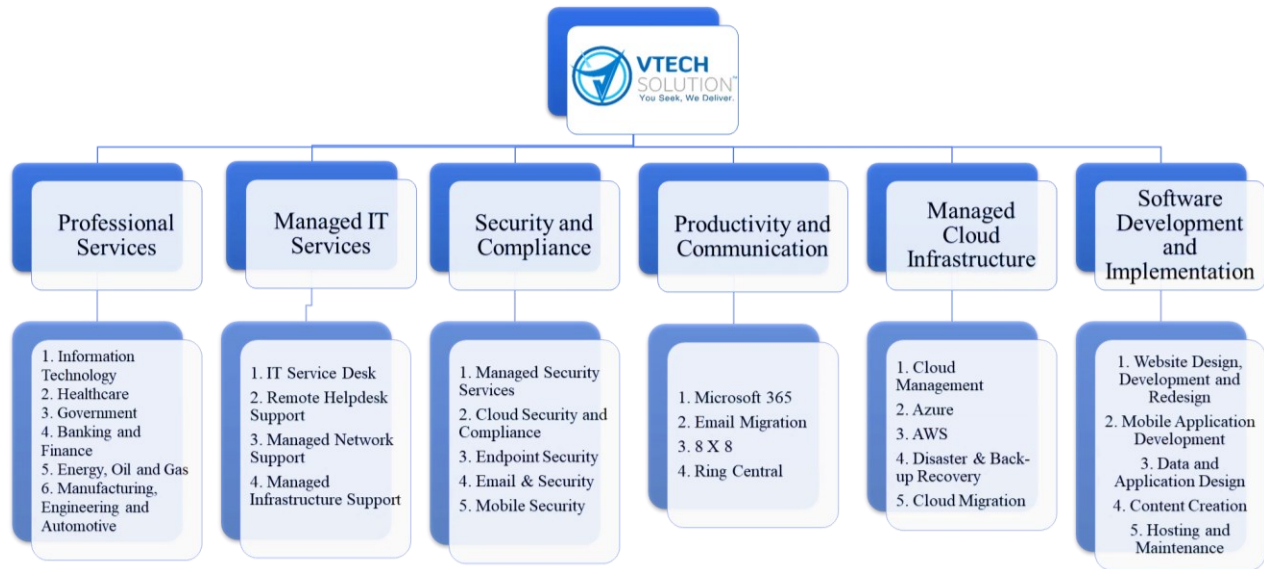 VTECH
SOLUTION™
You Seek, We Deliver.
Professional
Services
1. Information
Technology
2. Healthcare
3. Government
4. Banking and
Finance
5. Energy, Oil and Gas
6. Manufacturing,
Engineering and
Automotive
Managed IT
Services
1. IT Service Desk
2. Remote Helpdesk
Support
3. Managed Network
Support
4. Managed
Infrastructure Support
Security and
Compliance
1. Managed Security
Services
2. Cloud Security and
Compliance
3. Endpoint Security
4. Email & Security
5. Mobile Security
Productivity and
Communication
1. Microsoft 365
2. Email Migration
3. 8 X 8
4. Ring Central
Managed
Cloud
Infrastructure
1. Cloud
Management
2. Azure
3. AWS
4. Disaster & Back-
up Recovery
5. Cloud Migration
Software
Development
and
Implementation
1. Website Design,
Development and
Redesign
2. Mobile Application
Development
3. Data and
Application Design
4. Content Creation
5. Hosting and
Maintenance